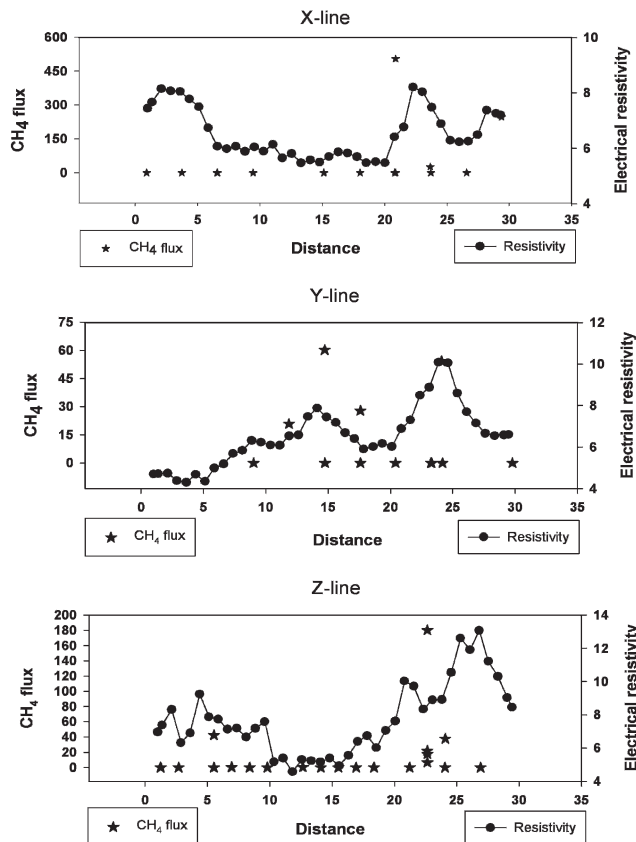 X-line
600
450
300
150
0
10
8
6
4
CH4 flux
Electrical resistivity
0 5 10 15 20 25 30 35
Distance
CH4 flux
Resistivity
Y-line
75
60
45
30
15
0
12
10
8
6
4
CH4 flux
Electrical resistivity
0 5 10 15 20 25 30 35
Distance
CH4 flux
Resistivity
Z-line
200
180
160
140
120
100
80
60
40
20
0
14
12
10
8
6
4
CH4 flux
Electrical resistivity
0 5 10 15 20 25 30 35
Distance
CH4 flux
Resistivity